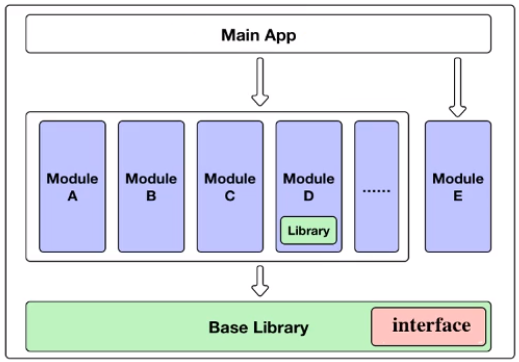 Main App
Module
A
Module
B
Module
C
Module
D
Library
......
Module
E
Base Library
interface